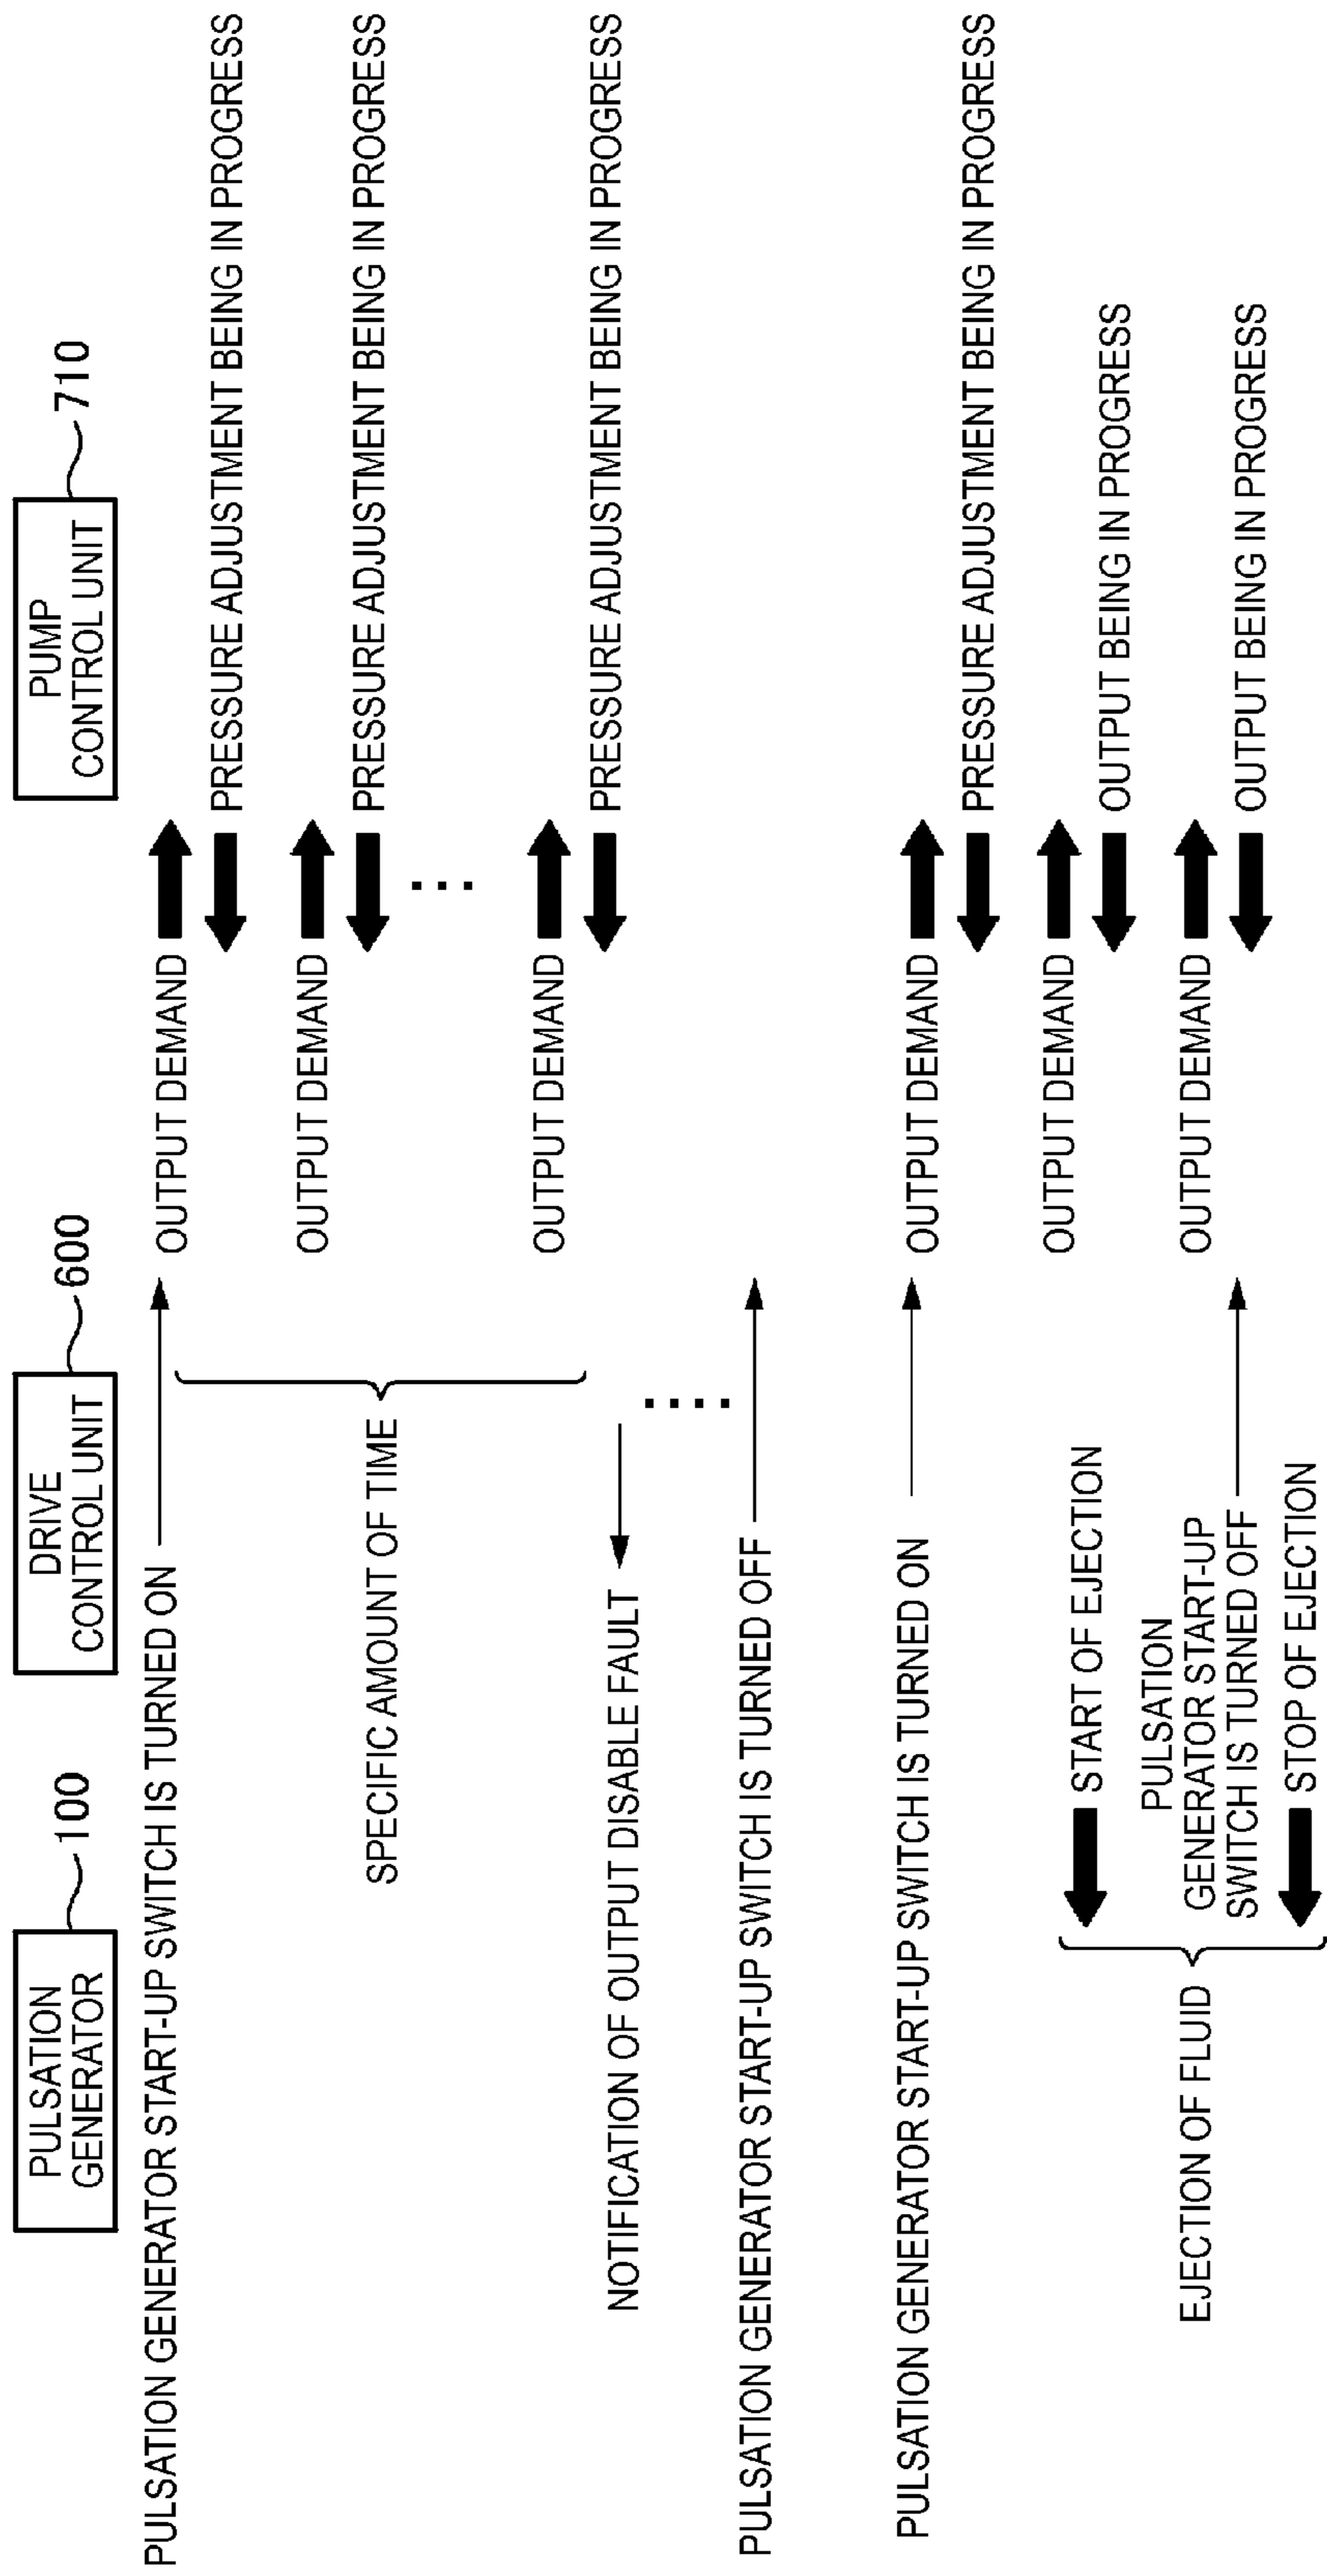 PULSATION
GENERATOR
100
DRIVE
CONTROL UNIT
600
PUMP
CONTROL UNIT
710
PULSATION GENERATOR START-UP SWITCH IS TURNED ON
OUTPUT DEMAND
PRESSURE ADJUSTMENT BEING IN PROGRESS
OUTPUT DEMAND
PRESSURE ADJUSTMENT BEING IN PROGRESS
SPECIFIC AMOUNT OF TIME
OUTPUT DEMAND
PRESSURE ADJUSTMENT BEING IN PROGRESS
NOTIFICATION OF OUTPUT DISABLE FAULT
PULSATION GENERATOR START-UP SWITCH IS TURNED OFF
PULSATION GENERATOR START-UP SWITCH IS TURNED ON
OUTPUT DEMAND
PRESSURE ADJUSTMENT BEING IN PROGRESS
OUTPUT DEMAND
OUTPUT BEING IN PROGRESS
START OF EJECTION
EJECTION OF FLUID
PULSATION
GENERATOR START-UP
SWITCH IS TURNED OFF
OUTPUT DEMAND
OUTPUT BEING IN PROGRESS
STOP OF EJECTION